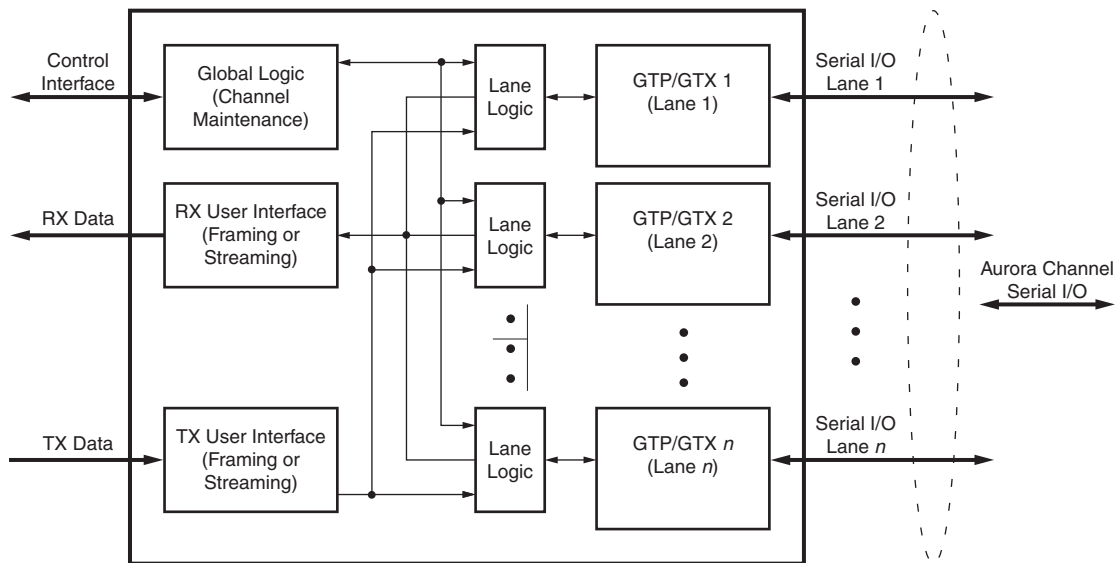 Control
Interface
Global Logic
(Channel
Maintenance)
Lane
Logic
GTP/GTX 1
(Lane 1)
Serial I/O
Lane 1
RX Data
RX User Interface
(Framing or
Streaming)
Lane
Logic
GTP/GTX 2
(Lane 2)
Serial I/O
Lane 2
Aurora Channel
Serial I/O
TX Data
TX User Interface
(Framing or
Streaming)
Lane
Logic
GTP/GTX n
(Lane n)
Serial I/O
Lane n